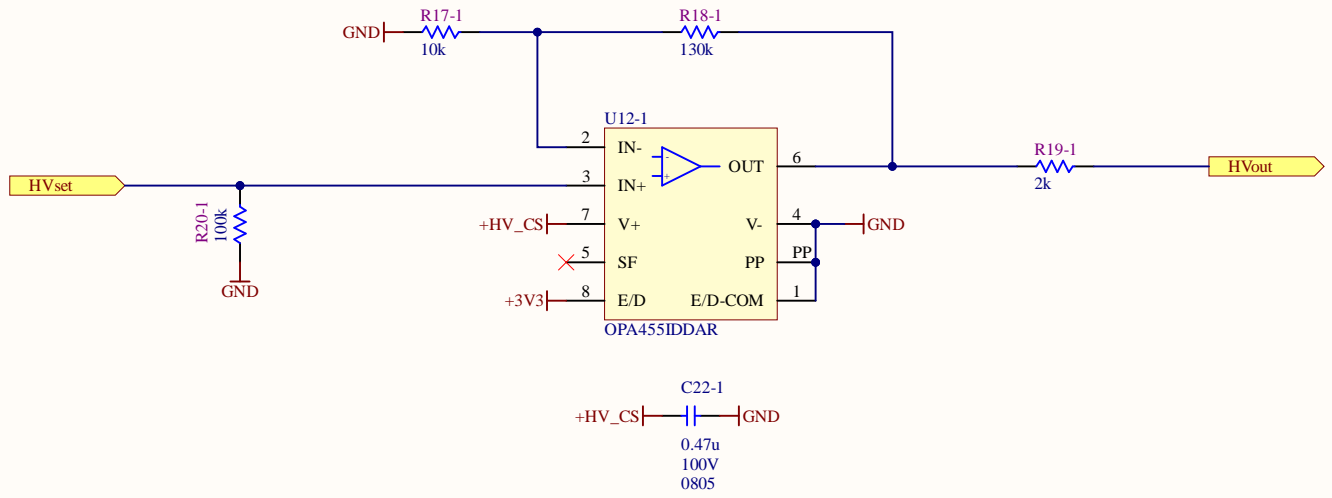 R17-1
GND
10k
R18-1
130k
U12-1
2
IN-
OUT
6
R19-1
2k
HVout
HVset
3
IN+
-
+
R20-1
100k
GND
+HV_CS
7
V+
V-
4
GND
5
SF
PP
PP
+3V3
8
E/D
E/D-COM
1
OPA455IDDAR
C22-1
+HV_CS
GND
0.47u
100V
0805